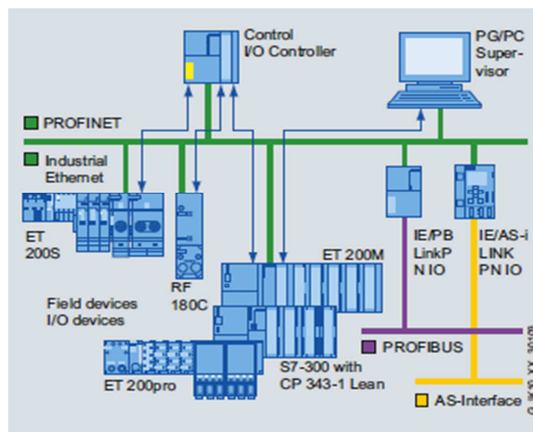 Control
I/O Controller
PG/PC
Super-
visor
PROFINET
Industrial
Ethernet
ET
200S
RF
180C
ET 200M
IE/PB
LinkP
N IO
IE/AS-i
LINK
PN IO
Field devices
I/O devices
PROFIBUS
ET 200pro
S7-300 with
CP 343-1 Lean
AS-Interface